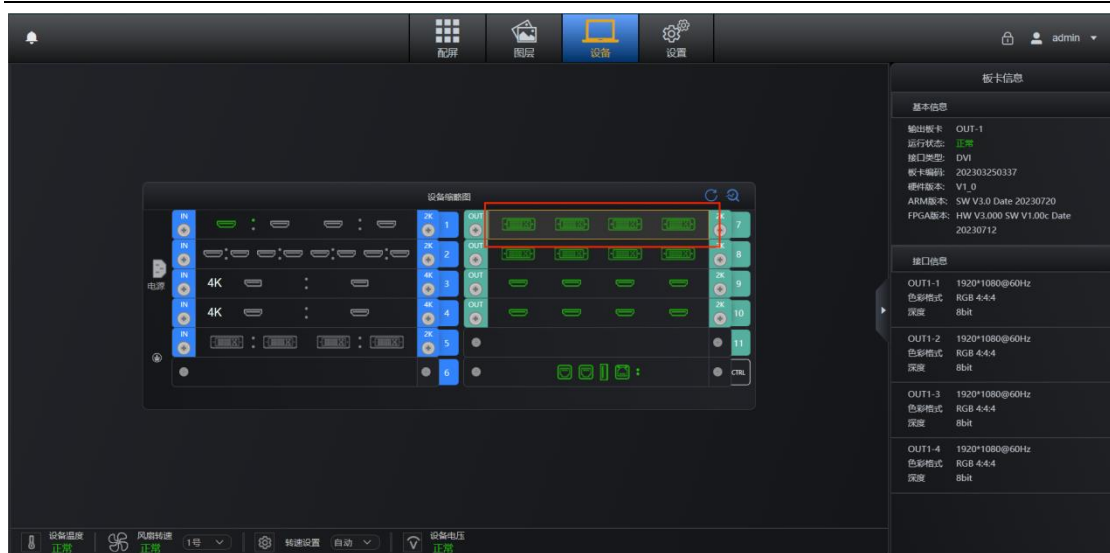 配屏
图层
设备
设置
admin
板卡信息
基本信息
输出板卡 OUT-1
运行状态: 正常
接口类型: DVI
板卡编码: 202303250337
硬件版本: V1_0
ARM版本: SW V3.0 Date 20230720
FPGA版本: HW V3.000 SW V1.00c Date
20230712
接口信息
OUT1-1 1920*1080@60Hz
色彩格式 RGB 4:4:4
深度 8bit
OUT1-2 1920*1080@60Hz
色彩格式 RGB 4:4:4
深度 8bit
OUT1-3 1920*1080@60Hz
色彩格式 RGB 4:4:4
深度 8bit
OUT1-4 1920*1080@60Hz
色彩格式 RGB 4:4:4
深度 8bit
设备缩略图
IN 2K 1 OUT 2K 7
IN 2K 2 OUT 2K 8
电源
IN 4K 4K 3 OUT 2K 9
IN 4K 4K 4 OUT 2K 10
IN 2K 5 11
6 CTRL
设备温度
正常
风扇转速
正常
1号
转速设置 自动
设备电压
正常